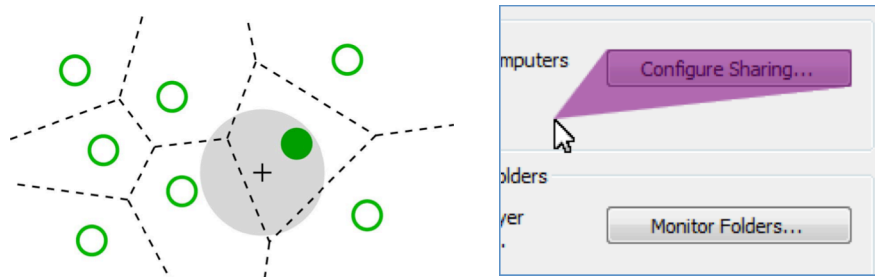 mputers
Configure Sharing...
olders
yer
Monitor Folders...